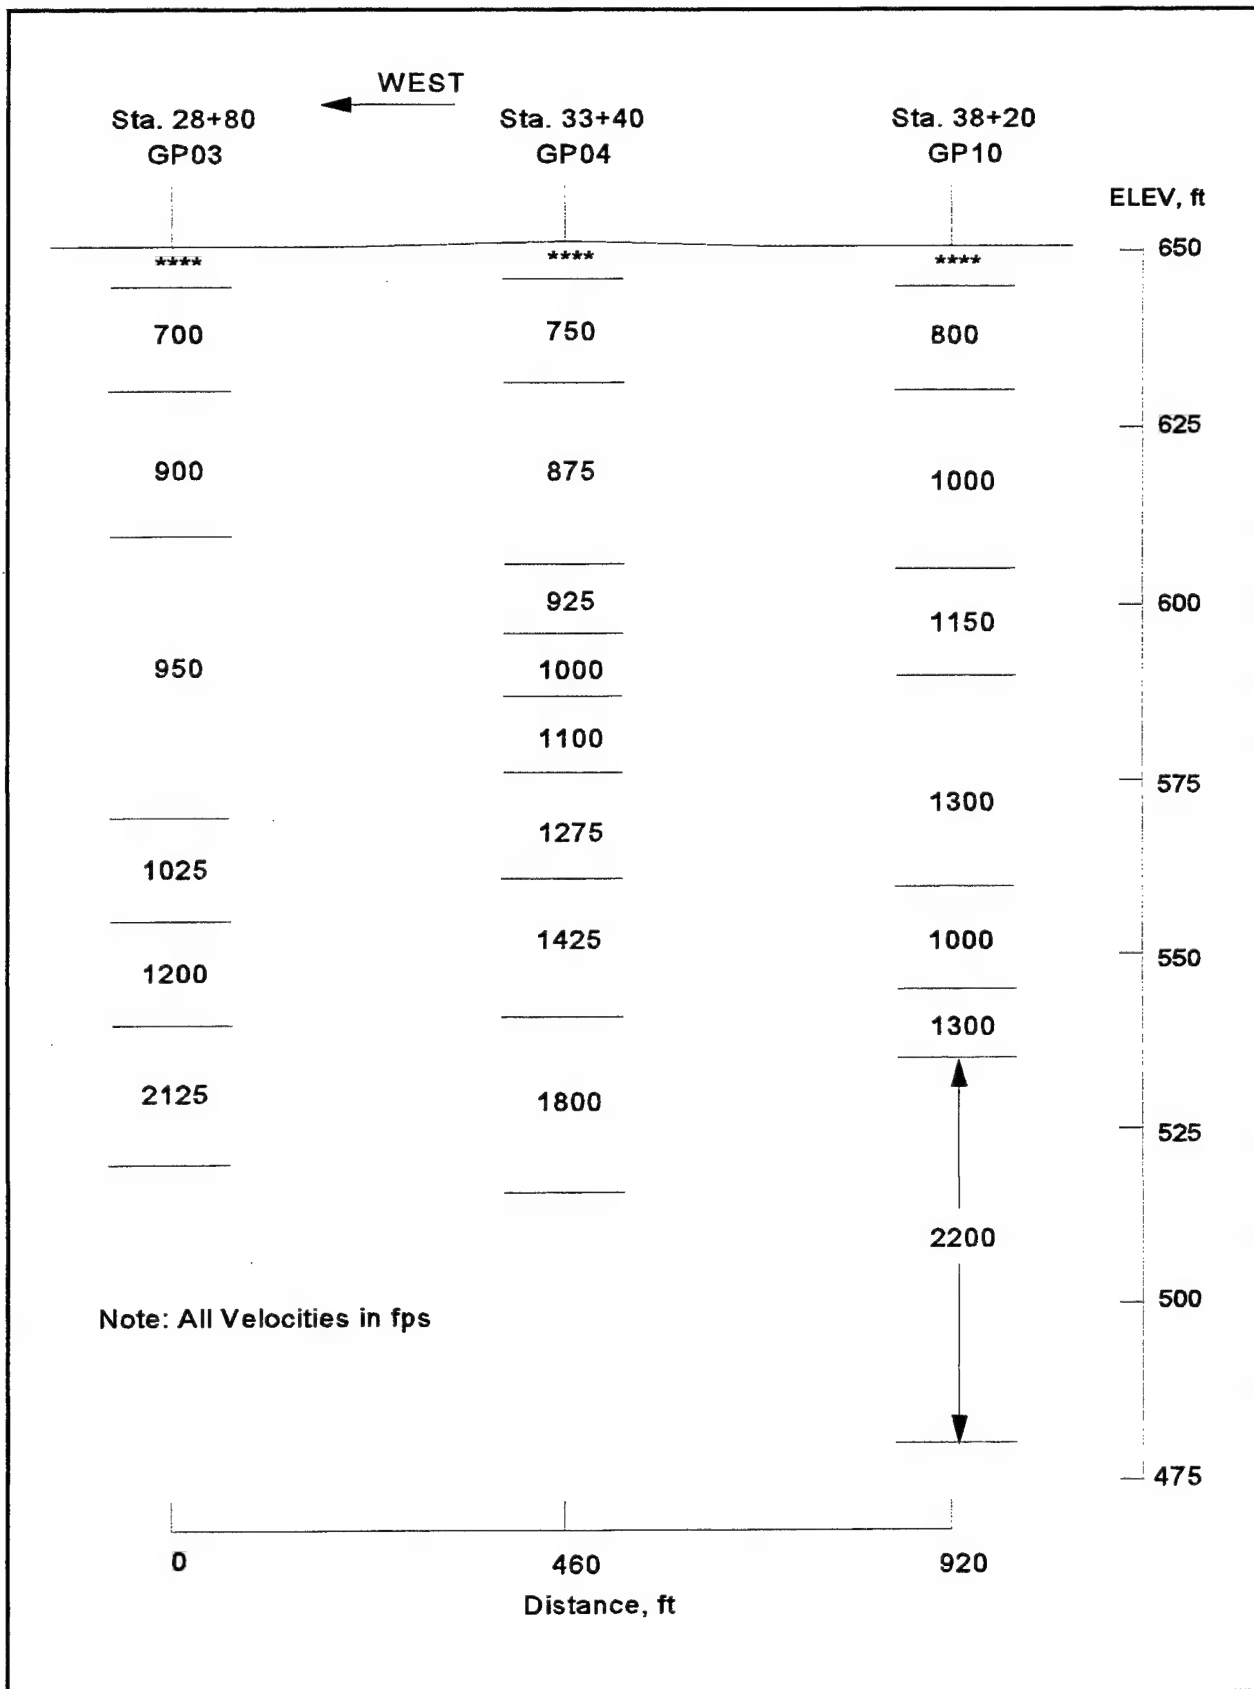 WEST
Sta. 28+80 Sta. 33+40 Sta. 38+20
GP03 GP04 GP10
ELEV, ft
**** **** **** 650
700 750 800
625
900 875 1000
925 600
1150
950 1000
1100
575
1300
1275
1025
1425 1000
550
1200
1300
2125 1800
525
2200
500
Note: All Velocities in fps
475
0 460 920
Distance, ft